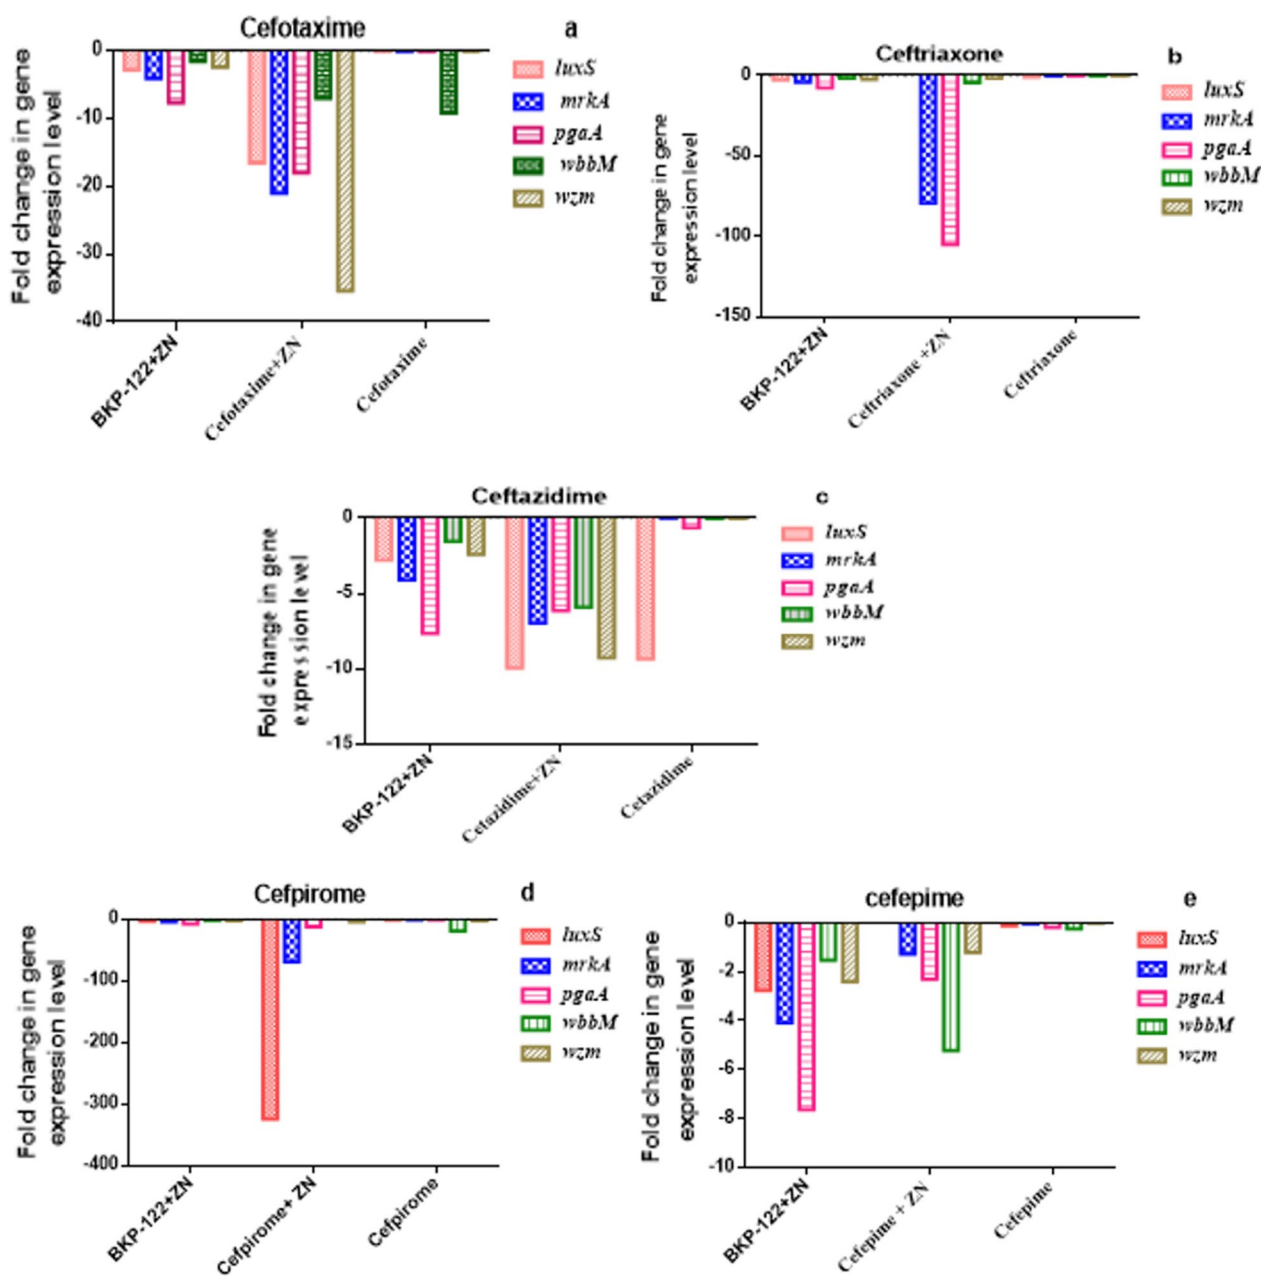 Cefotaxime
a
Fold change in gene
expression level
0
-10
-20
-30
-40
BKP-122+ZN
Cefotaxime+ZN
Cefotaxime
luxS
mrkA
pgaA
wbbM
wzm
Ceftriaxone
b
Fold change in gene
expression level
0
-50
-100
-150
BKP-122+ZN
Ceftriaxone +ZN
Ceftriaxone
luxS
mrkA
pgaA
wbbM
wzm
Ceftazidime
c
Fold change in gene
expression level
0
-5
-10
-15
BKP-122+ZN
Cetazidime+ZN
Cetazidime
luxS
mrkA
pgaA
wbbM
wzm
Cefpirome
d
Fold change in gene
expression level
0
-100
-200
-300
-400
BKP-122+ZN
Cefpirome+ ZN
Cefpirome
luxS
mrkA
pgaA
wbbM
wzm
cefepime
e
Fold change in gene
expression level
0
-2
-4
-6
-8
-10
BKP-122+ZN
Cefepime + ZN
Cefepime
luxS
mrkA
pgaA
wbbM
wzm